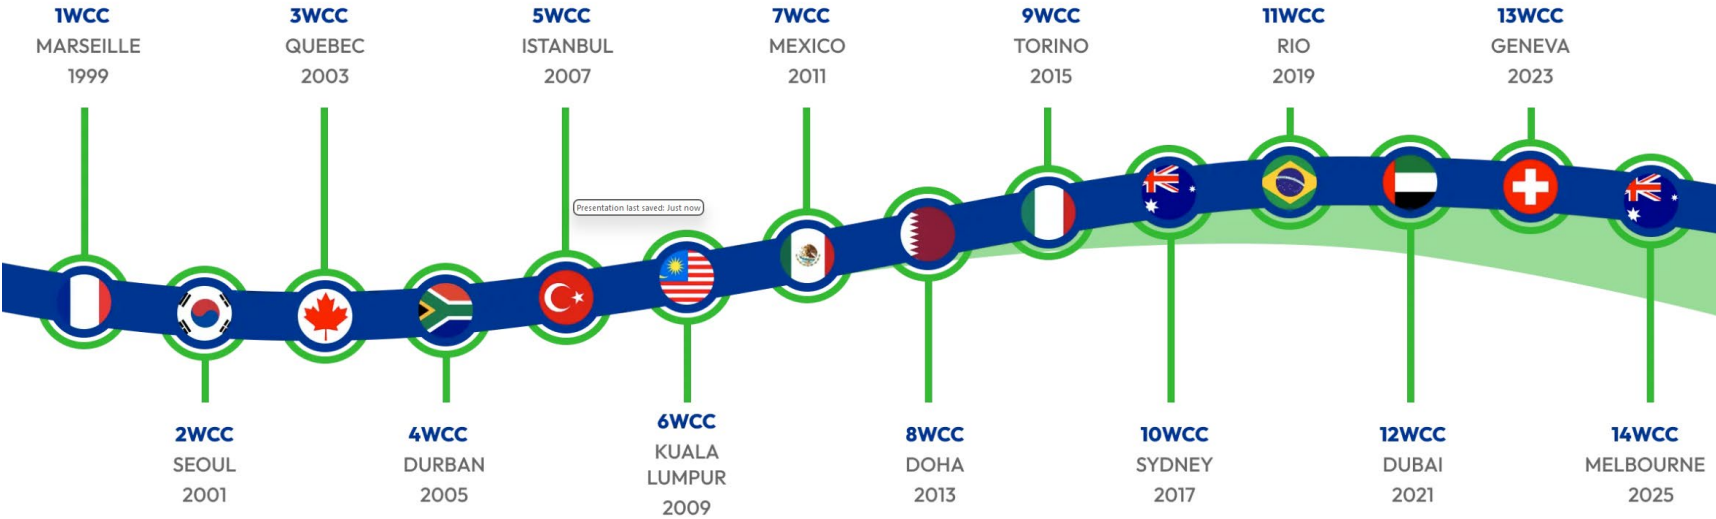 1WCC
MARSEILLE
1999
3WCC
QUEBEC
2003
5WCC
ISTANBUL
2007
7WCC
MEXICO
2011
9WCC
TORINO
2015
11WCC
RIO
2019
13WCC
GENEVA
2023
Presentation last saved: Just now
2WCC
SEOUL
2001
4WCC
DURBAN
2005
6WCC
KUALA
LUMPUR
2009
8WCC
DOHA
2013
10WCC
SYDNEY
2017
12WCC
DUBAI
2021
14WCC
MELBOURNE
2025